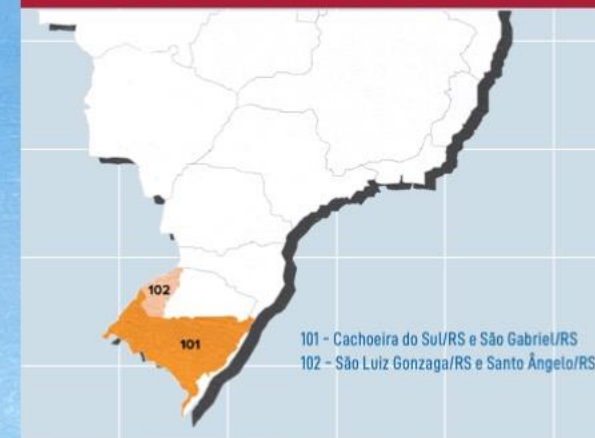 102
101
101 - Cachoeira do Sul/RS e São Gabriel/RS
102 - São Luiz Gonzaga/RS e Santo Ângelo/RS